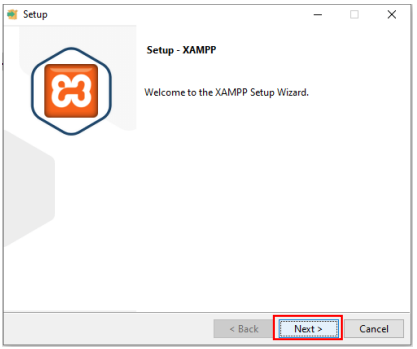 Setup
Setup - XAMPP
Welcome to the XAMPP Setup Wizard.
< Back
Next >
Cancel